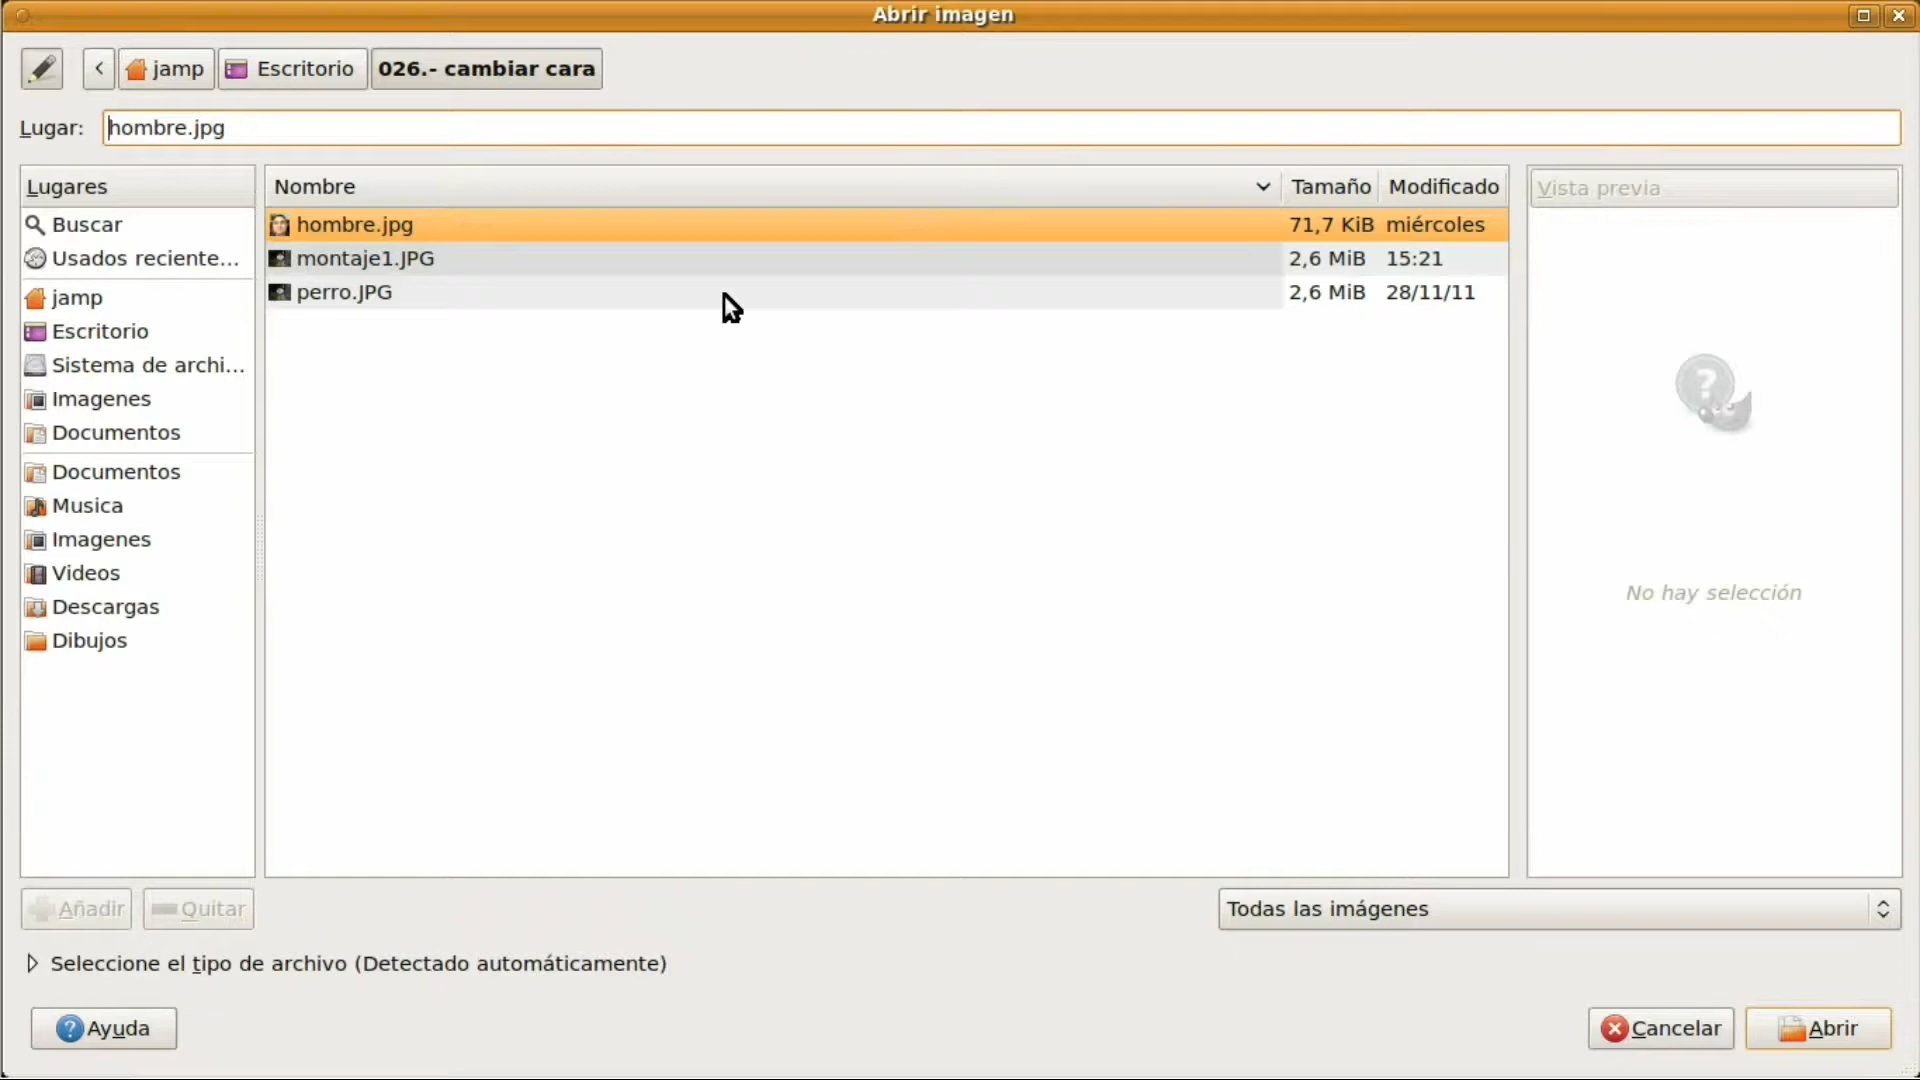 Abrir imagen
jamp Escritorio 026.- cambiar cara
Lugar: hombre.jpg
Lugares
Buscar
Usados reciente...
jamp
Escritorio
Sistema de archi...
Imagenes
Documentos
Documentos
Musica
Imagenes
Videos
Descargas
Dibujos
Nombre Tamaño Modificado
hombre.jpg 71,7 KiB miércoles
montaje1.JPG 2,6 MiB 15:21
perro.JPG 2,6 MiB 28/11/11
Vista previa
No hay selección
Añadir Quitar
Todas las imágenes
Seleccione el tipo de archivo (Detectado automáticamente)
Ayuda Cancelar Abrir